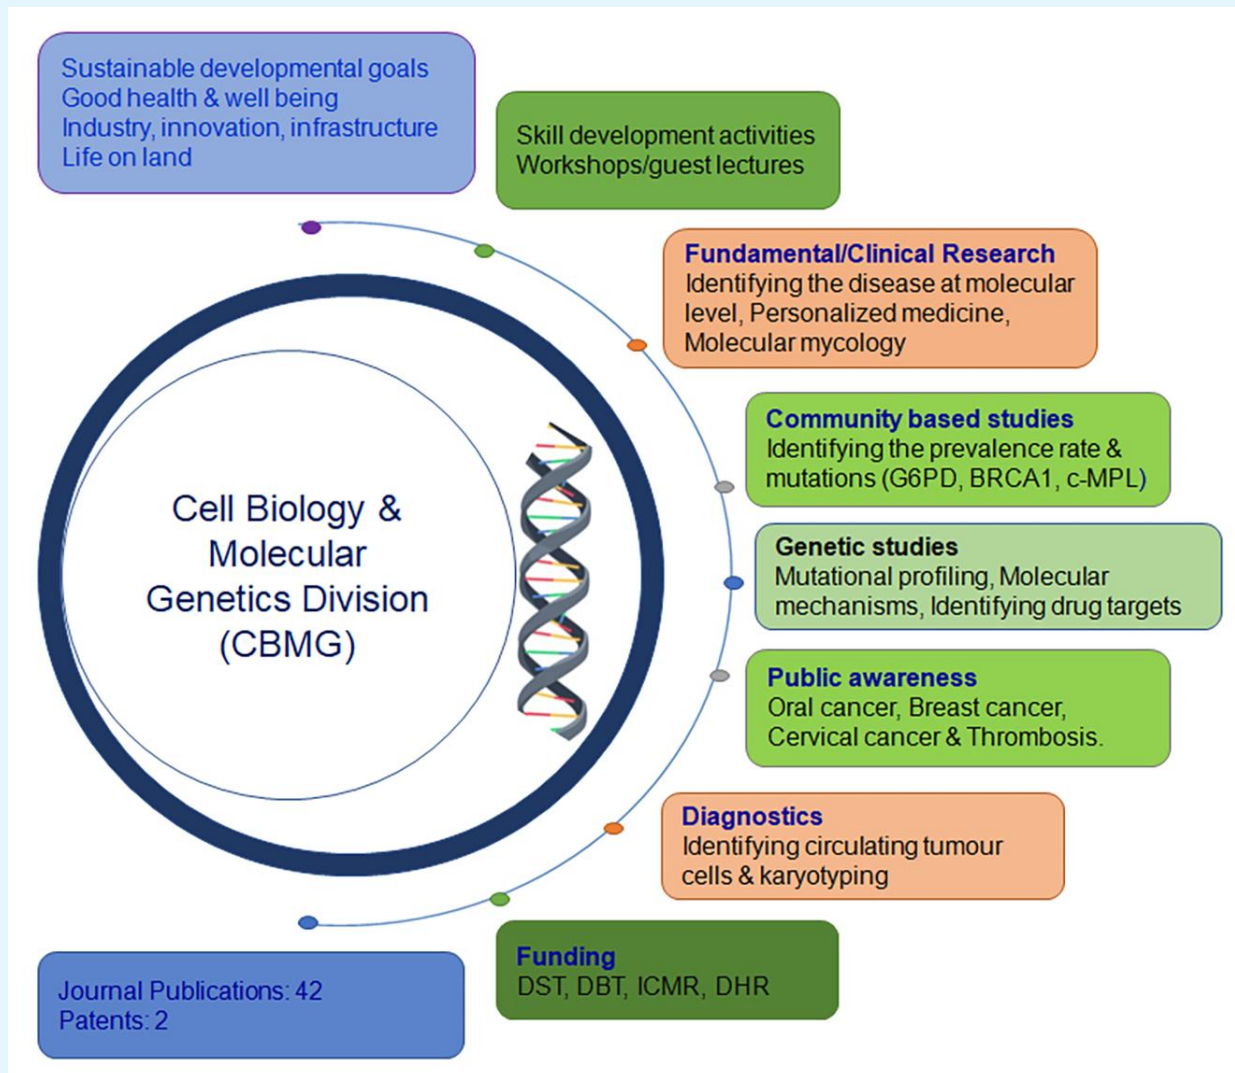 Sustainable developmental goals
Good health & well being
Industry, innovation, infrastructure
Life on land
Skill development activities
Workshops/guest lectures
Fundamental/Clinical Research
Identifying the disease at molecular
level, Personalized medicine,
Molecular mycology
Community based studies
Identifying the prevalence rate &
mutations (G6PD, BRCA1, c-MPL)
Cell Biology &
Molecular
Genetics Division
(CBMG)
Genetic studies
Mutational profiling, Molecular
mechanisms, Identifying drug targets
Public awareness
Oral cancer, Breast cancer,
Cervical cancer & Thrombosis.
Diagnostics
Identifying circulating tumour
cells & karyotyping
Funding
DST, DBT, ICMR, DHR
Journal Publications: 42
Patents: 2